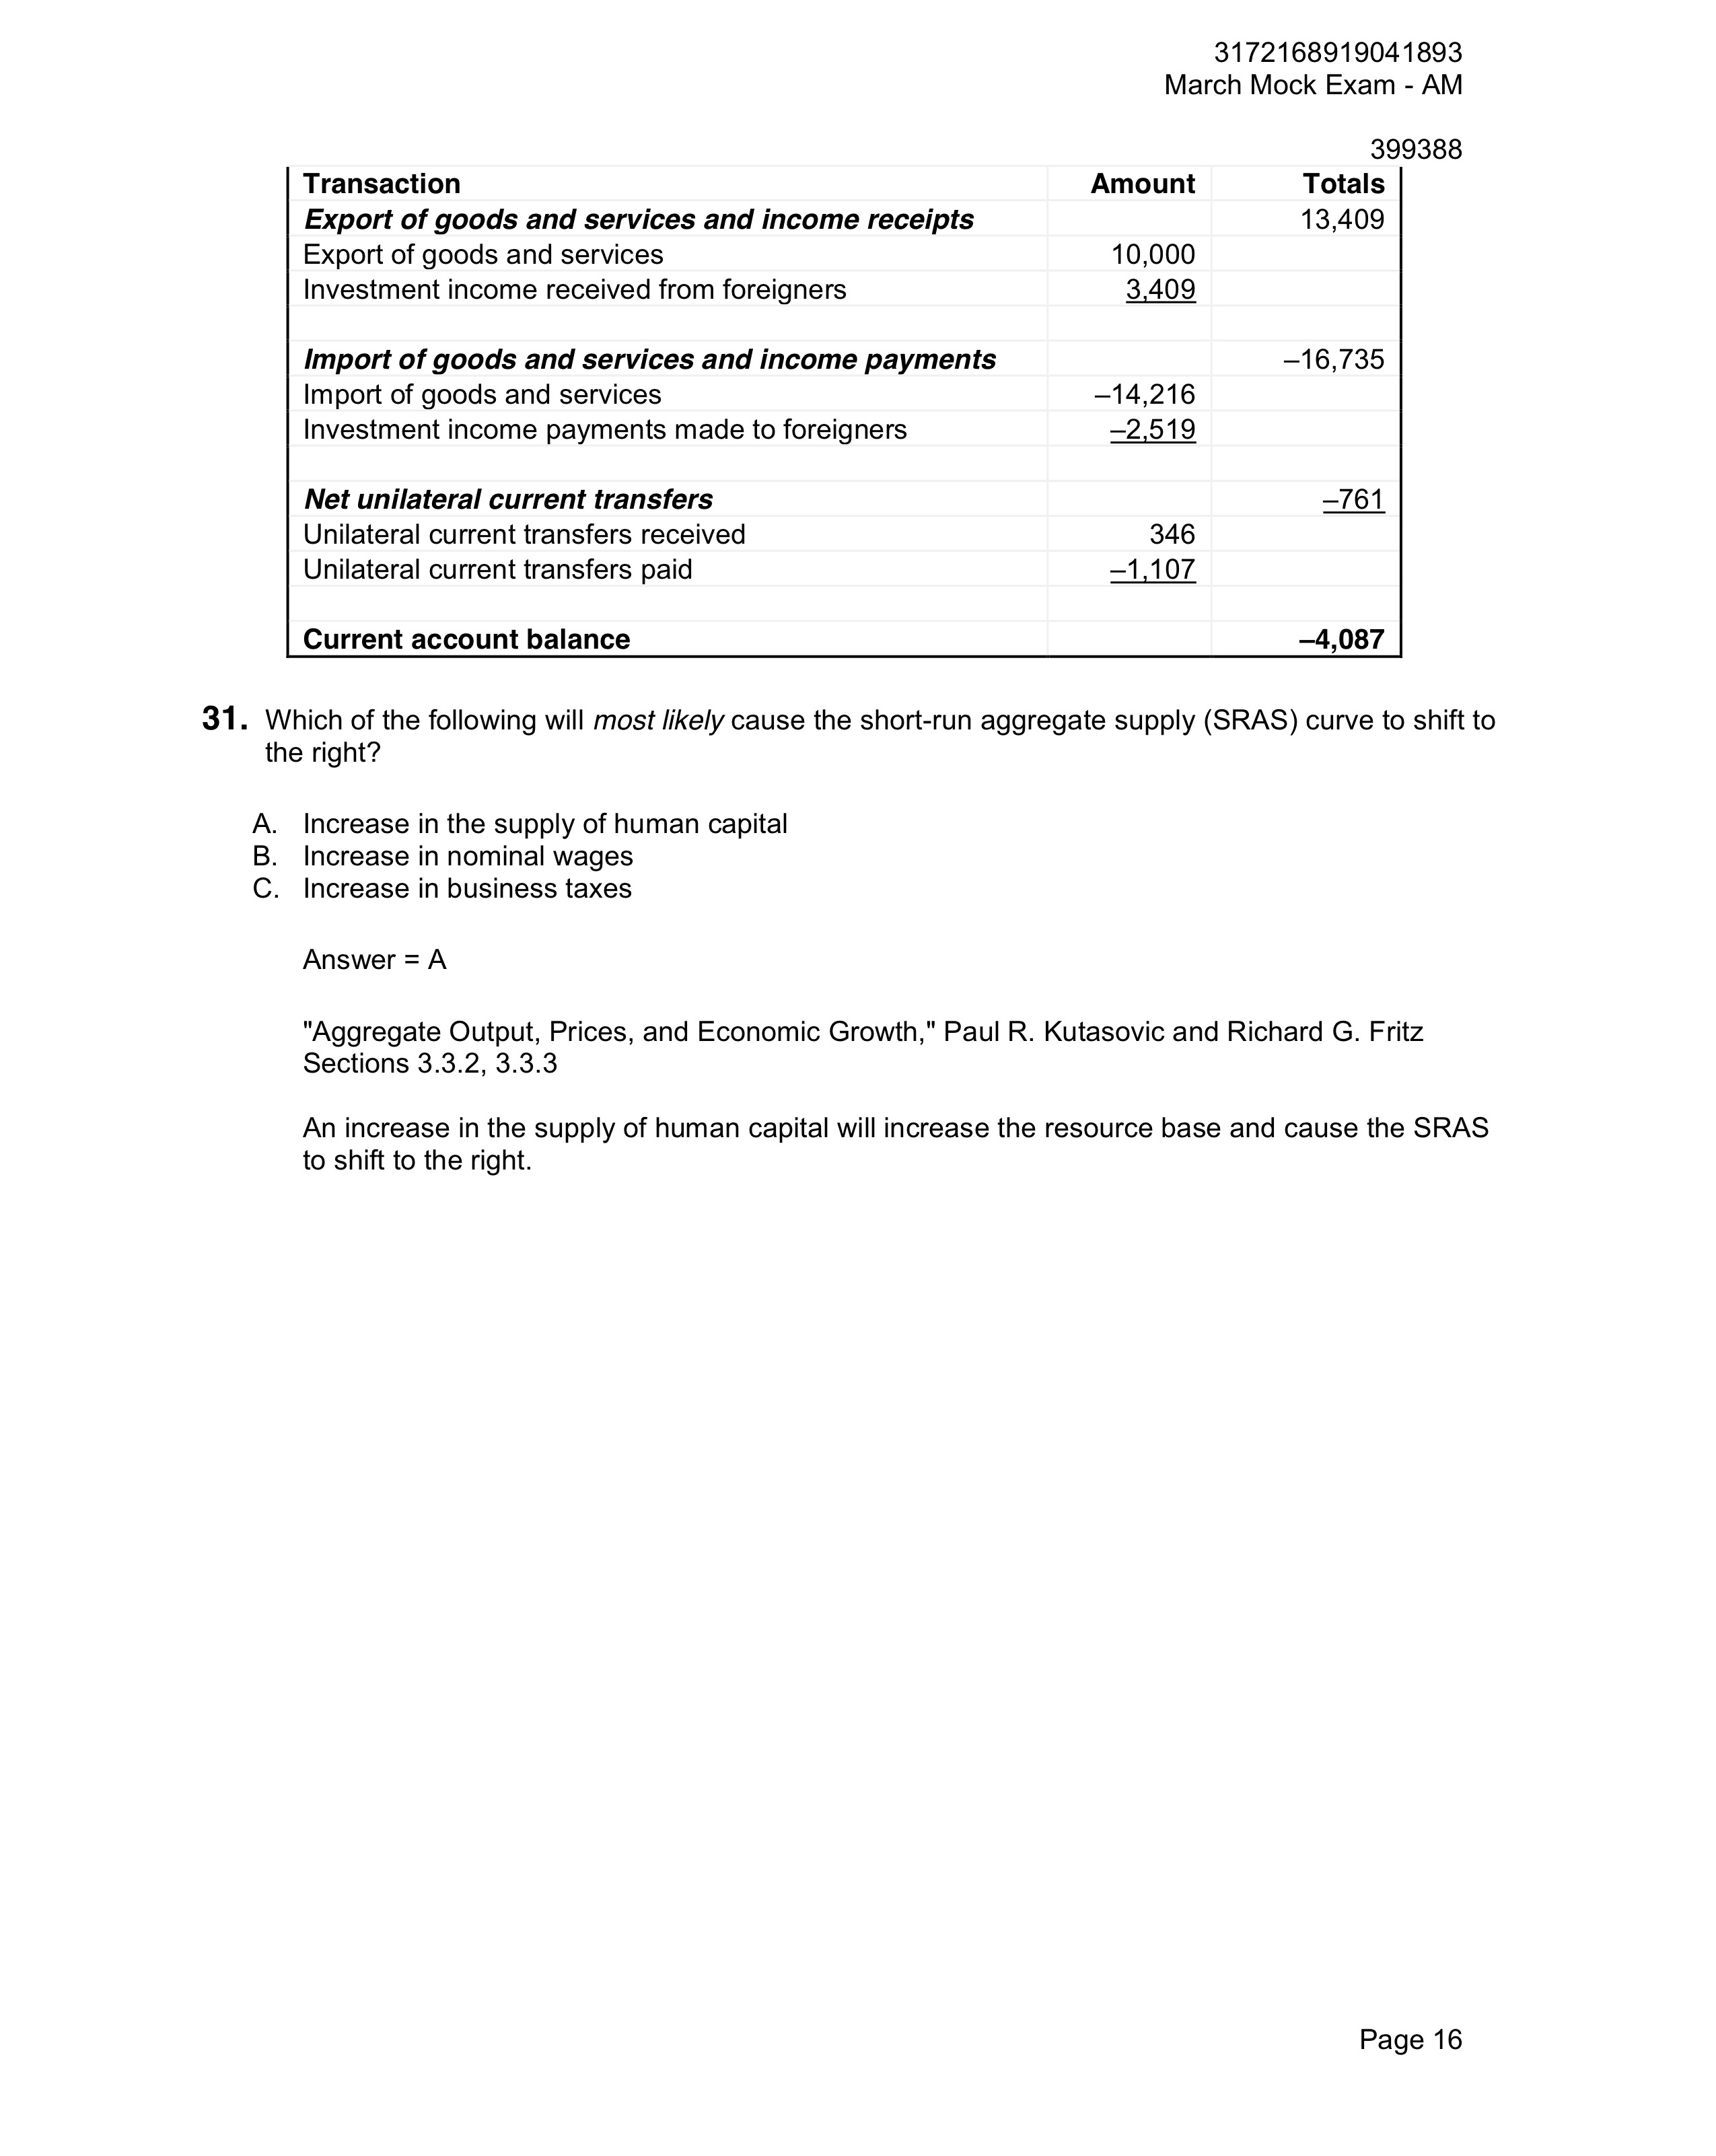 3172168919041893
March Mock Exam - AM
399388
Transaction Amount Totals
Export of goods and services and income receipts 13,409
Export of goods and services 10,000
Investment income received from foreigners 3,409
Import of goods and services and income payments –16,735
Import of goods and services –14,216
Investment income payments made to foreigners –2,519
Net unilateral current transfers –761
Unilateral current transfers received 346
Unilateral current transfers paid –1,107
Current account balance –4,087
31. Which of the following will most likely cause the short-run aggregate supply (SRAS) curve to shift to
the right?
A. Increase in the supply of human capital
B. Increase in nominal wages
C. Increase in business taxes
Answer = A
"Aggregate Output, Prices, and Economic Growth," Paul R. Kutasovic and Richard G. Fritz
Sections 3.3.2, 3.3.3
An increase in the supply of human capital will increase the resource base and cause the SRAS
to shift to the right.
Page 16